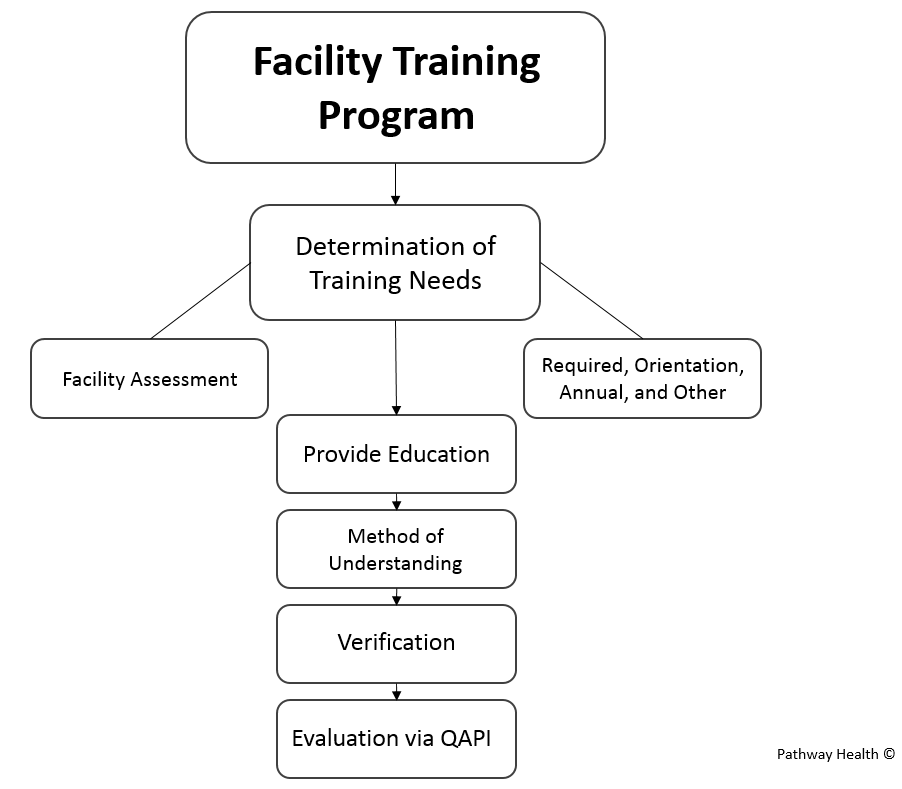 Facility Training
Program
Determination of
Training Needs
Facility Assessment
Required, Orientation,
Annual, and Other
Provide Education
Method of
Understanding
Verification
Evaluation via QAPI
Pathway Health ©